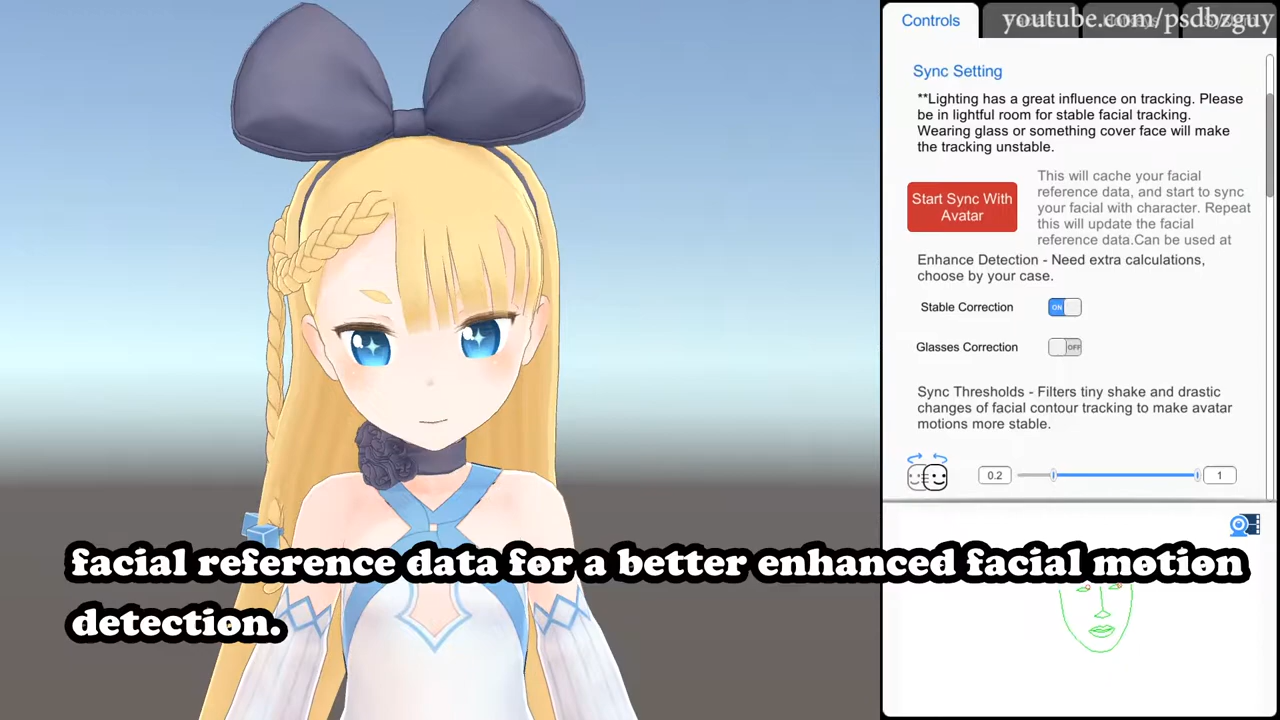 Controls
youtube.com/psdbzguy
Sync Setting
**Lighting has a great influence on tracking. Please
be in lightful room for stable facial tracking.
Wearing glass or something cover face will make
the tracking unstable.
Start Sync With
Avatar
This will cache your facial
reference data, and start to sync
your facial with character. Repeat
this will update the facial
reference data.Can be used at
Enhance Detection - Need extra calculations,
choose by your case.
Stable Correction
ON
Glasses Correction
OFF
Sync Thresholds - Filters tiny shake and drastic
changes of facial contour tracking to make avatar
motions more stable.
0.2
1
facial reference data for a better enhanced facial motion
detection.